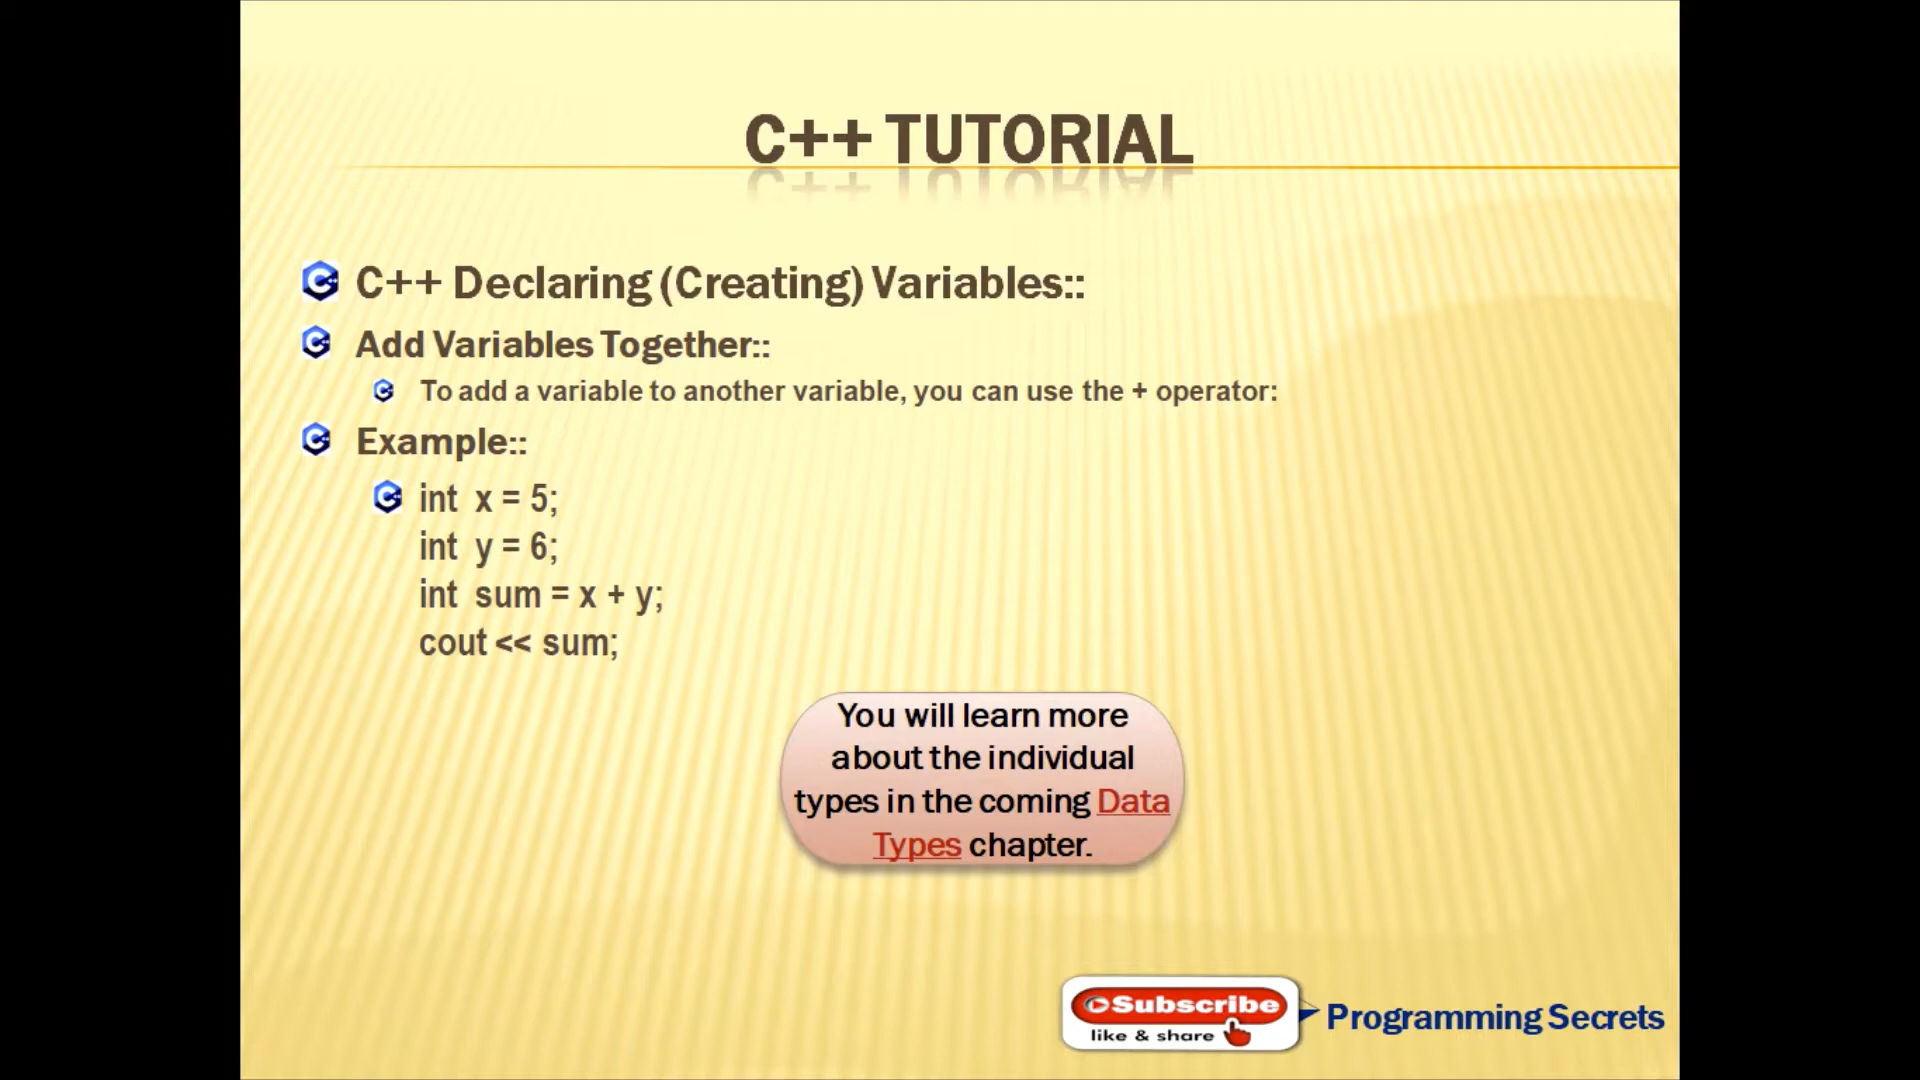 C++ TUTORIAL
C++ Declaring (Creating) Variables::
Add Variables Together::
To add a variable to another variable, you can use the + operator:
Example::
int x = 5;
int y = 6;
int sum = x + y;
cout << sum;
You will learn more
about the individual
types in the coming Data
Types chapter.
Subscribe
like & share
Programming Secrets